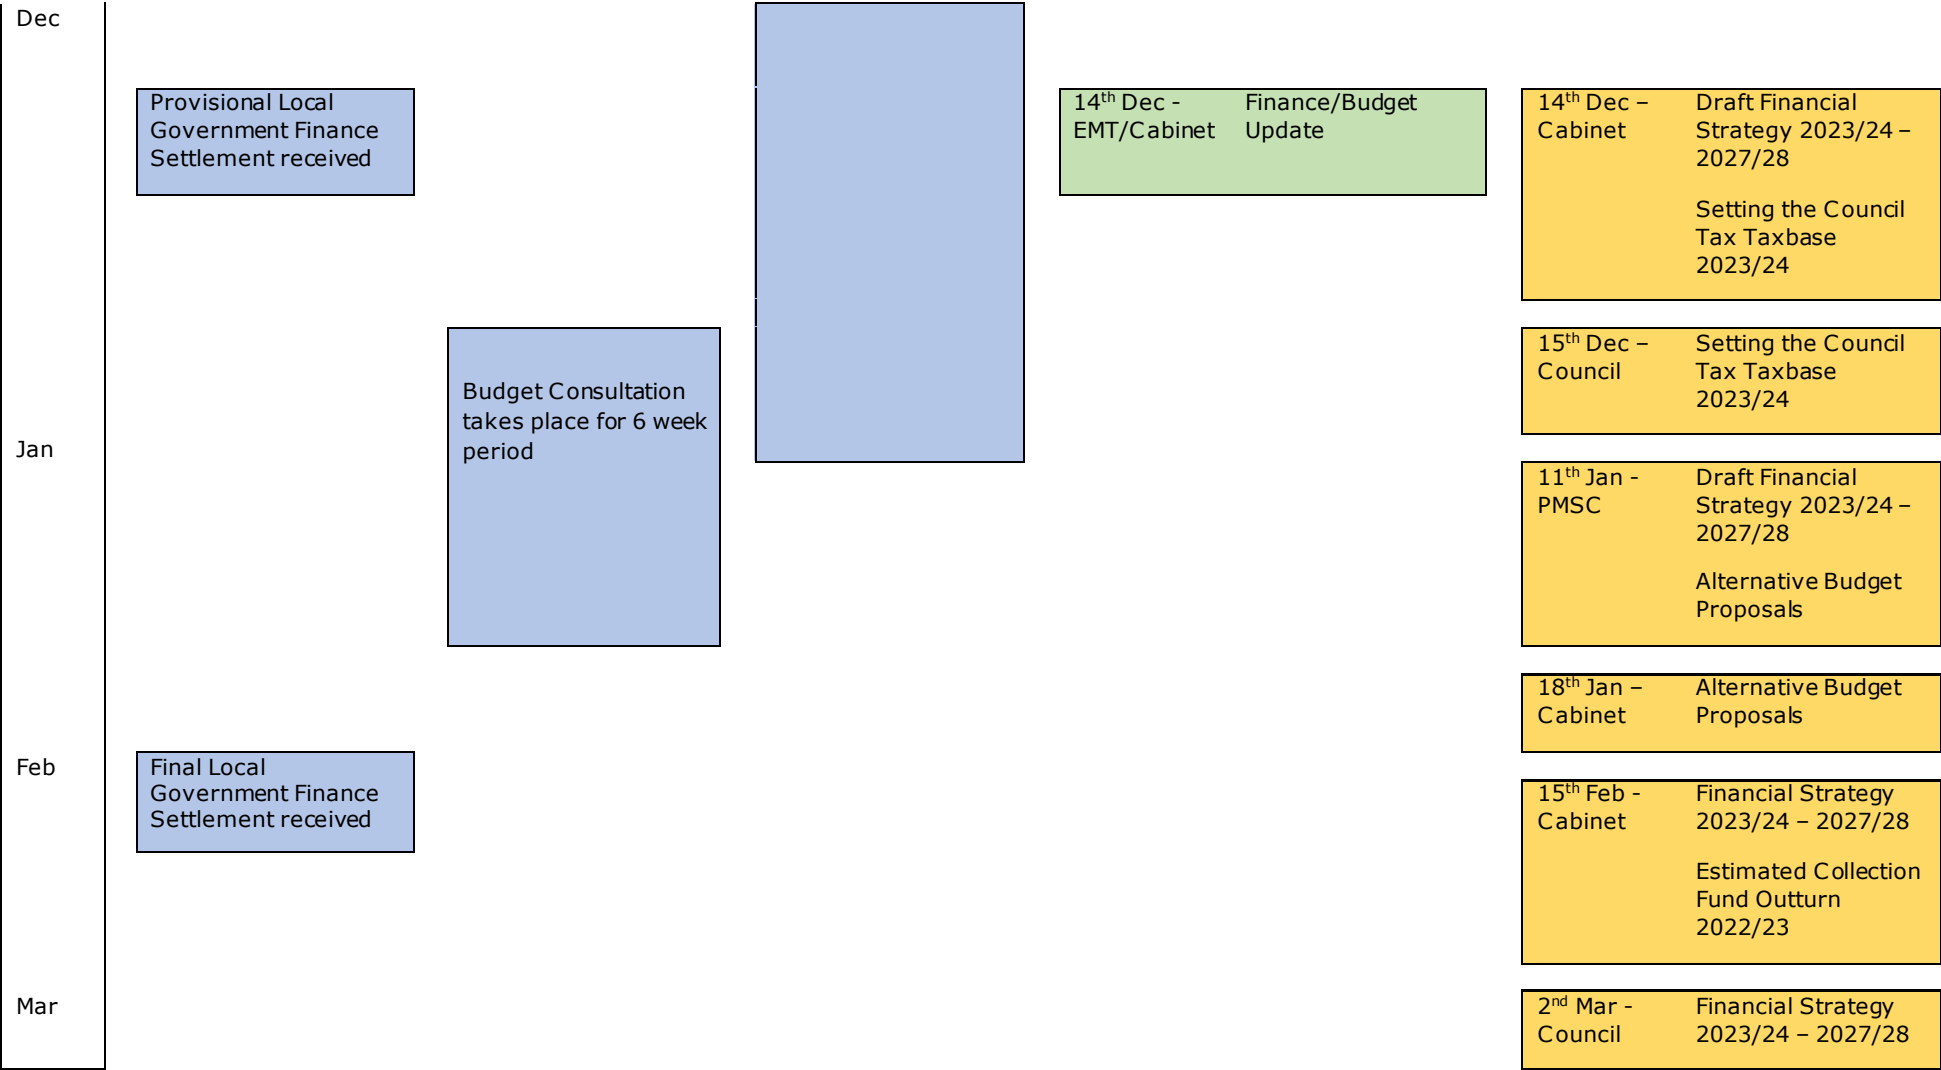 Dec
Provisional Local
Government Finance
Settlement received
14th Dec -
EMT/Cabinet
Finance/Budget
Update
14th Dec –
Cabinet
Draft Financial
Strategy 2023/24 –
2027/28
Setting the Council
Tax Taxbase
2023/24
Budget Consultation
takes place for 6 week
period
15th Dec –
Council
Setting the Council
Tax Taxbase
2023/24
Jan
11th Jan -
PMSC
Draft Financial
Strategy 2023/24 –
2027/28
Alternative Budget
Proposals
18th Jan –
Cabinet
Alternative Budget
Proposals
Feb
Final Local
Government Finance
Settlement received
15th Feb -
Cabinet
Financial Strategy
2023/24 – 2027/28
Estimated Collection
Fund Outturn
2022/23
Mar
2nd Mar -
Council
Financial Strategy
2023/24 – 2027/28